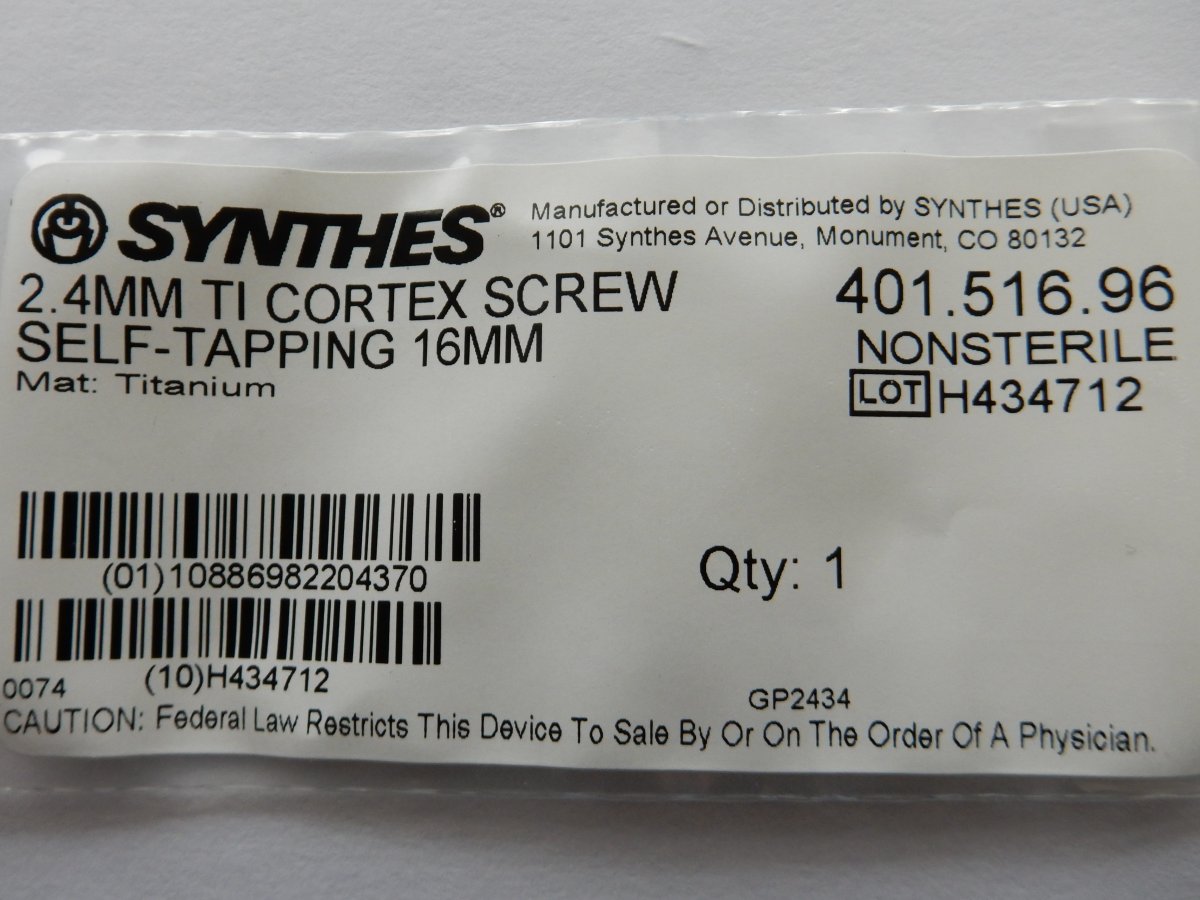 SYNTHES® Manufactured or Distributed by SYNTHES (USA)
1101 Synthes Avenue, Monument, CO 80132
2.4MM TI CORTEX SCREW 401.516.96
SELF-TAPPING 16MM NONSTERILE
Mat: Titanium LOT H434712
(01)10886982204370 Qty: 1
(10)H434712
0074 GP2434
CAUTION: Federal Law Restricts This Device To Sale By Or On The Order Of A Physician.